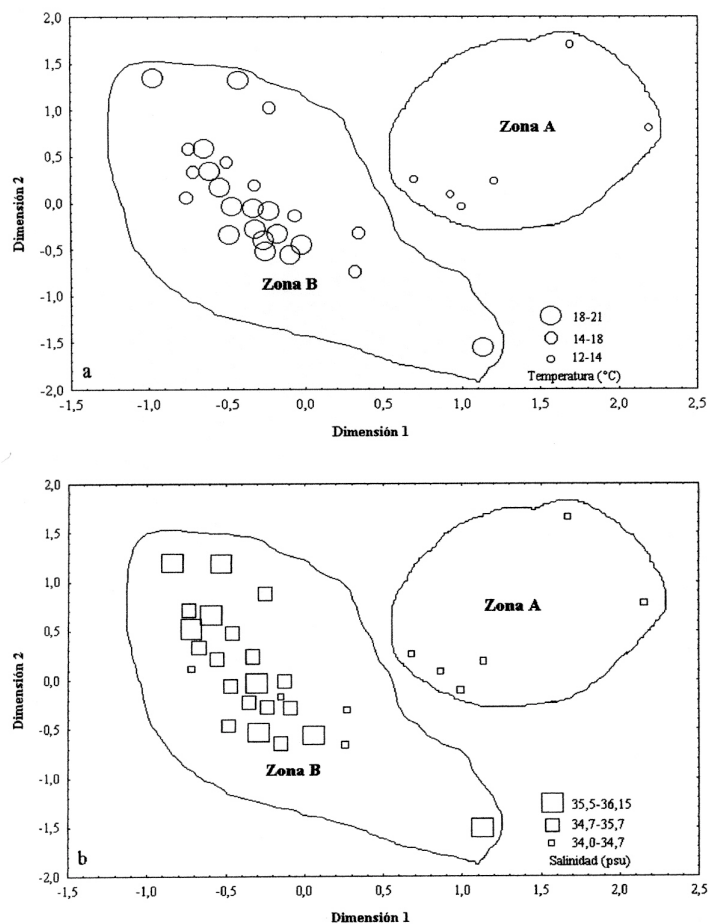 2,0
1,5
1,0
0,5
0,0
-0,5
-1,0
-1,5
-2,0
Dimensión 2
Zona A
Zona B
18-21
14-18
12-14
Temperatura (°C)
a
-1,5 -1,0 -0,5 0,0 0,5 1,0 1,5 2,0 2,5
Dimensión 1
2,0
1,5
1,0
0,5
0,0
-0,5
-1,0
-1,5
-2,0
Dimensión 2
Zona A
Zona B
35,5-36,15
34,7-35,7
34,0-34,7
Salinidad (psu)
b
-1,5 -1,0 -0,5 0,0 0,5 1,0 1,5 2,0 2,5
Dimensión 1